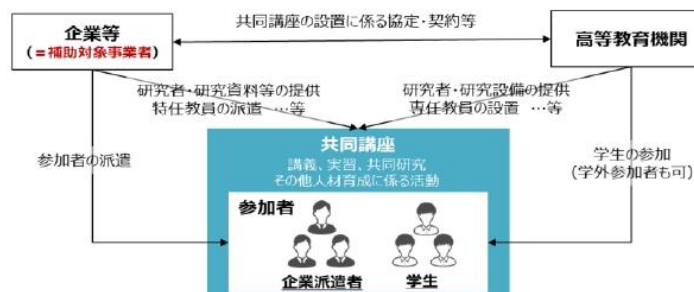 企業等
(=補助対象事業者)
共同講座の設置に係る協定・契約等
高等教育機関
研究者・研究資料等の提供
特任教員の派遣 …等
研究者・研究設備の提供
専任教員の設置 …等
参加者の派遣
学生の参加
(学外参加者も可)
共同講座
講義、実習、共同研究
その他人材育成に係る活動
参加者
企業派遣者
学生